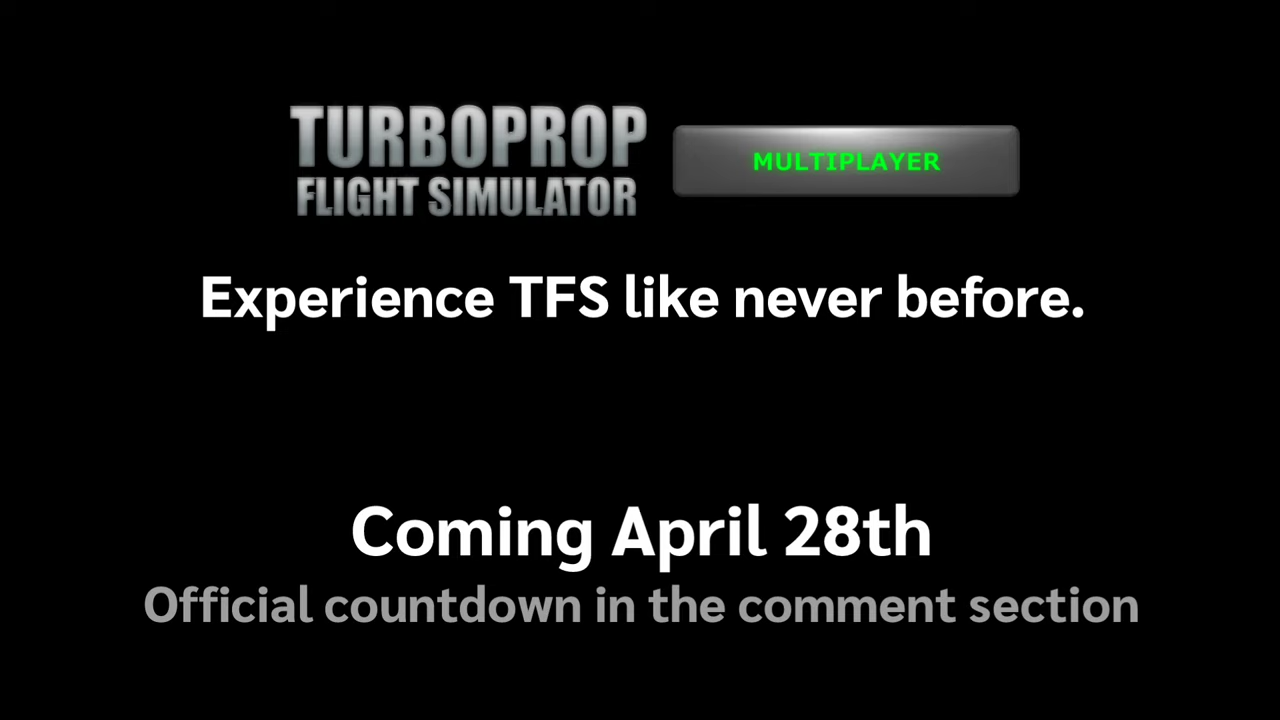 TURBOPROP
FLIGHT SIMULATOR
MULTIPLAYER
Experience TFS like never before.
Coming April 28th
Official countdown in the comment section